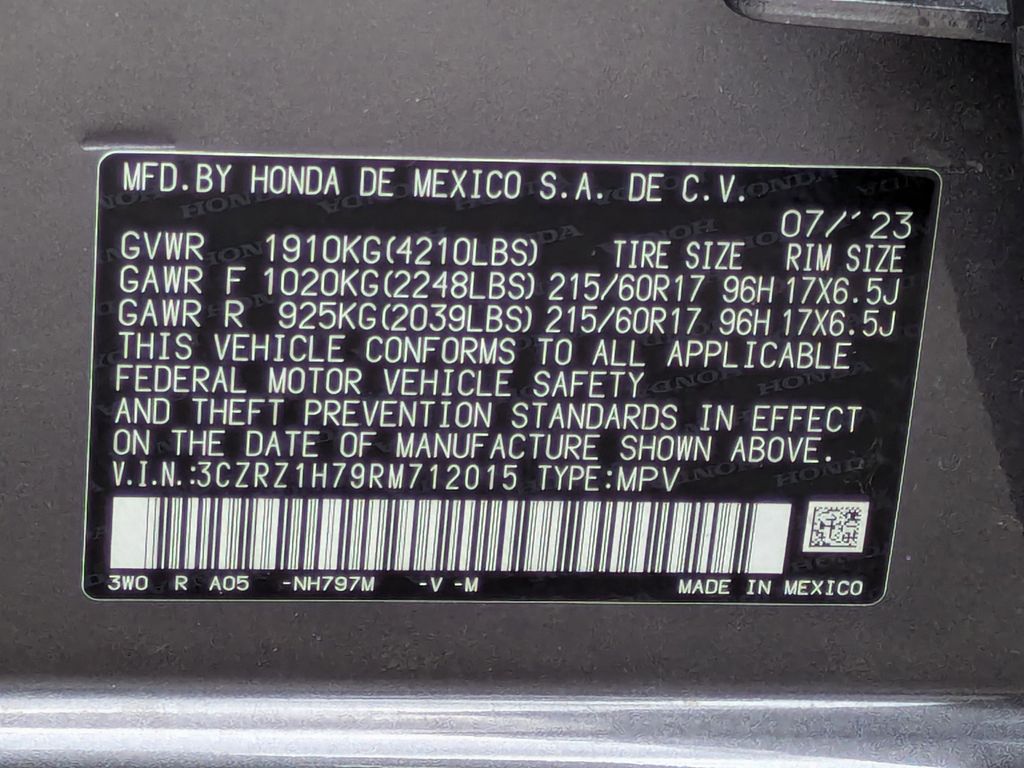 MFD.BY HONDA DE MEXICO S.A. DE C.V.
07/'23
GVWR 1910KG(4210LBS) TIRE SIZE RIM SIZE
GAWR F 1020KG(2248LBS) 215/60R17 96H 17X6.5J
GAWR R 925KG(2039LBS) 215/60R17 96H 17X6.5J
THIS VEHICLE CONFORMS TO ALL APPLICABLE
FEDERAL MOTOR VEHICLE SAFETY
AND THEFT PREVENTION STANDARDS IN EFFECT
ON THE DATE OF MANUFACTURE SHOWN ABOVE.
V.I.N.:3CZRZ1H79RM712015 TYPE:MPV
3W0 R A05 -NH797M -V -M MADE IN MEXICO